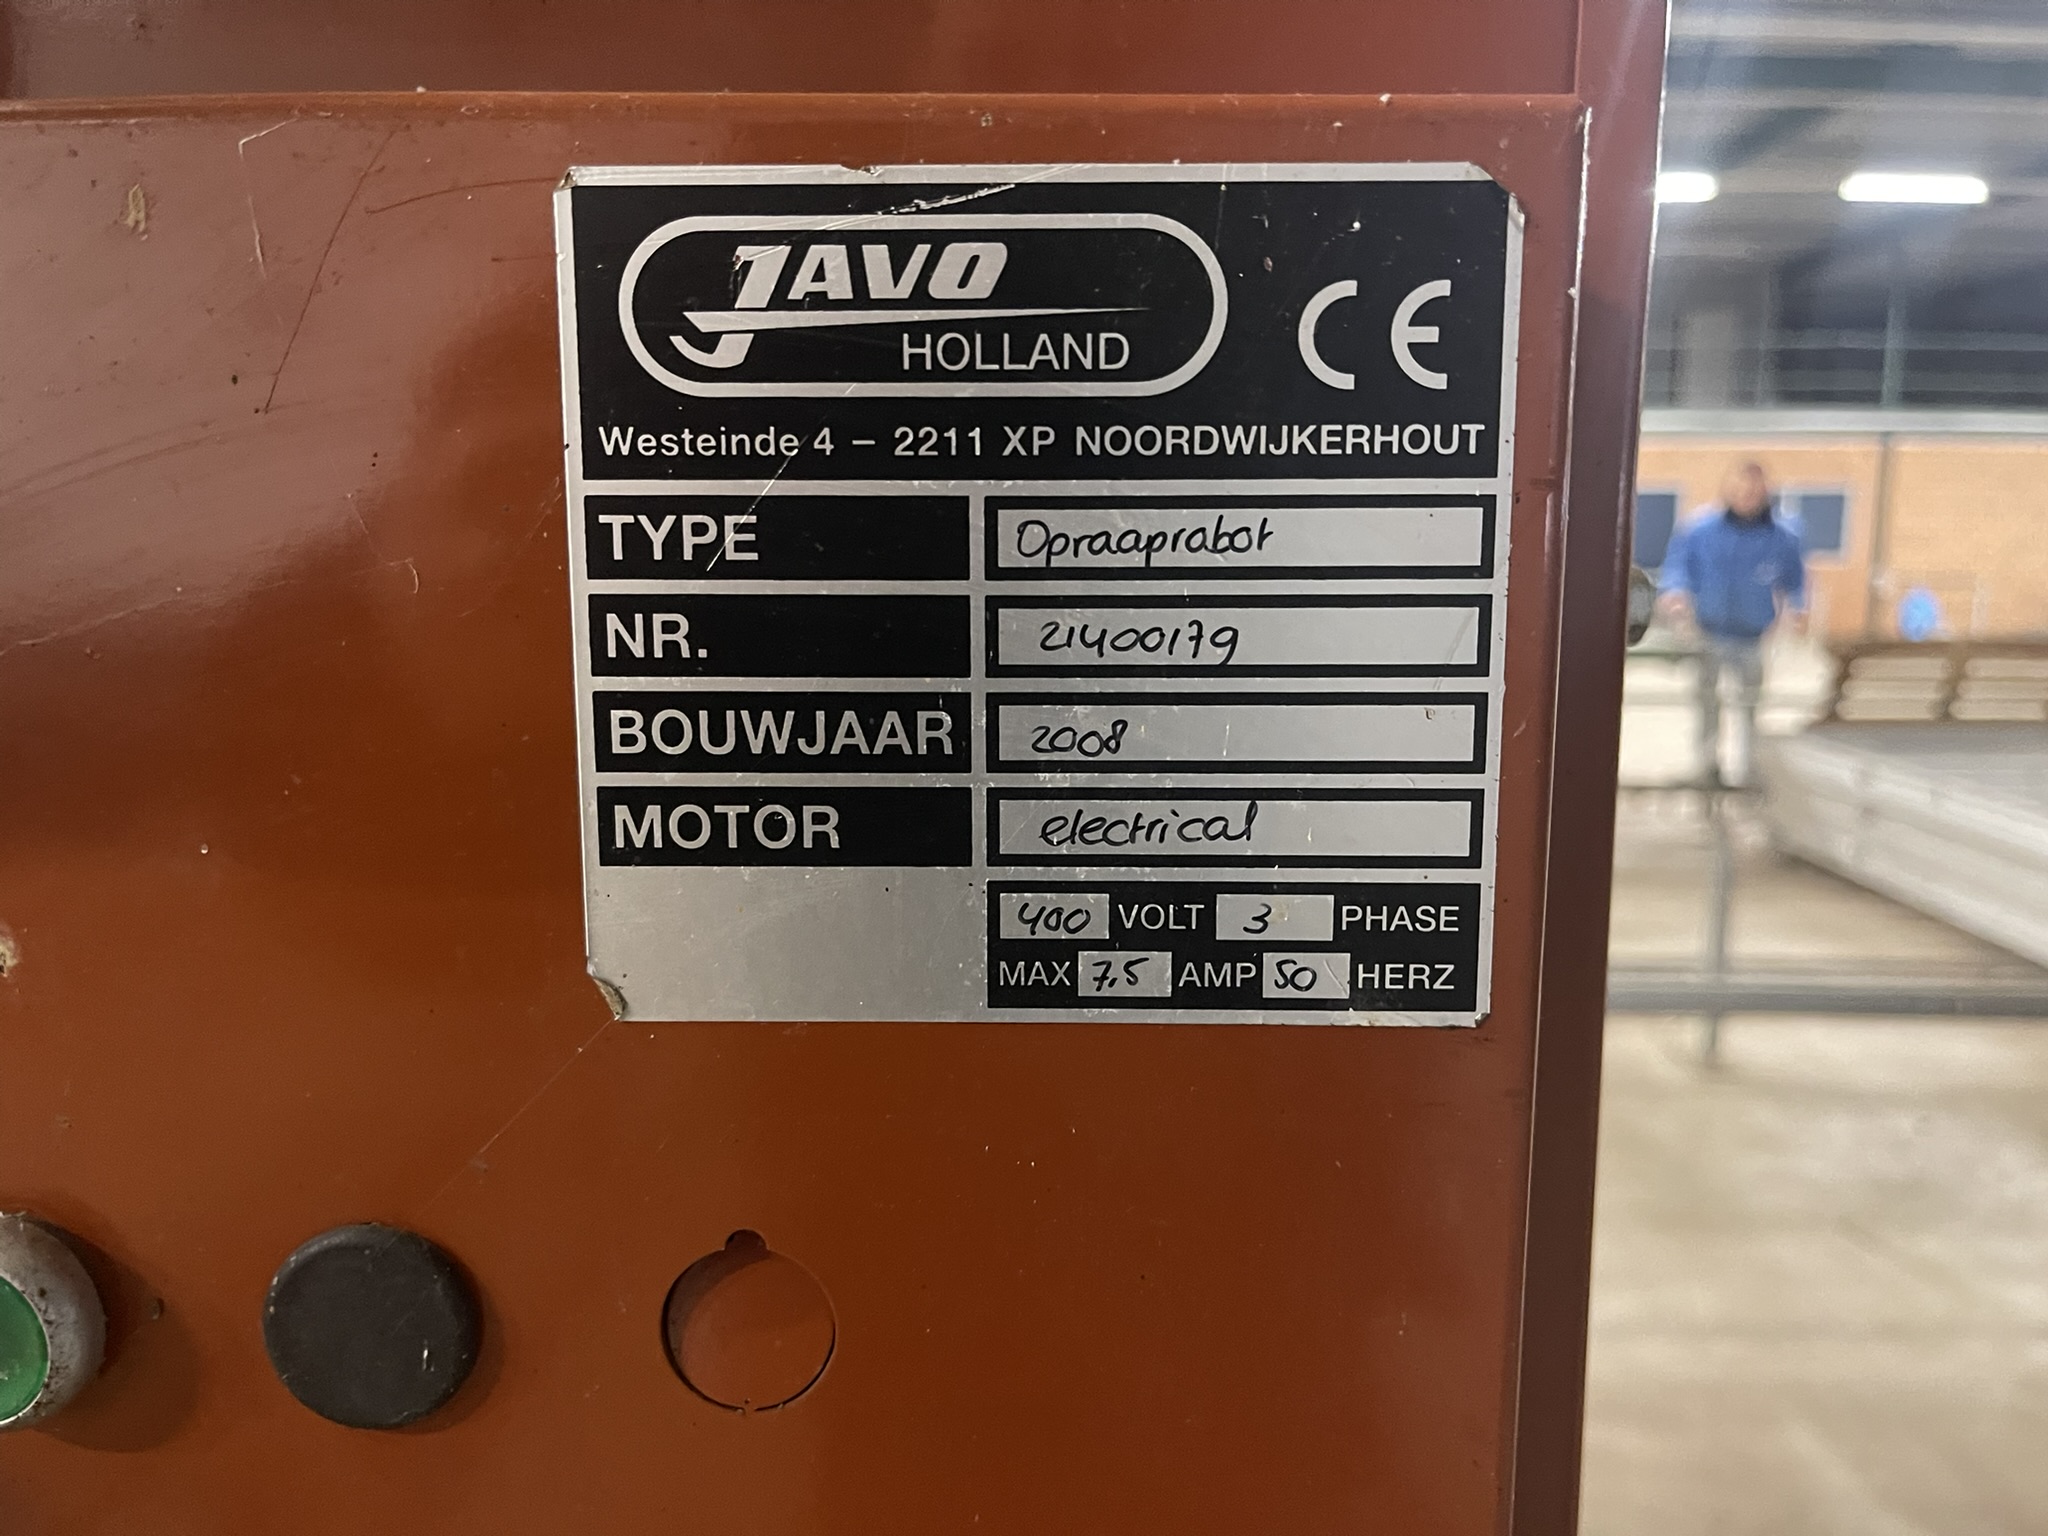 JAVO
HOLLAND
CE
Westeinde 4 – 2211 XP NOORDWIJKERHOUT
TYPE Opraaprabot
NR. 21400179
BOUWJAAR 2008
MOTOR electrical
400 VOLT 3 PHASE
MAX 7,5 AMP 50 HERZ